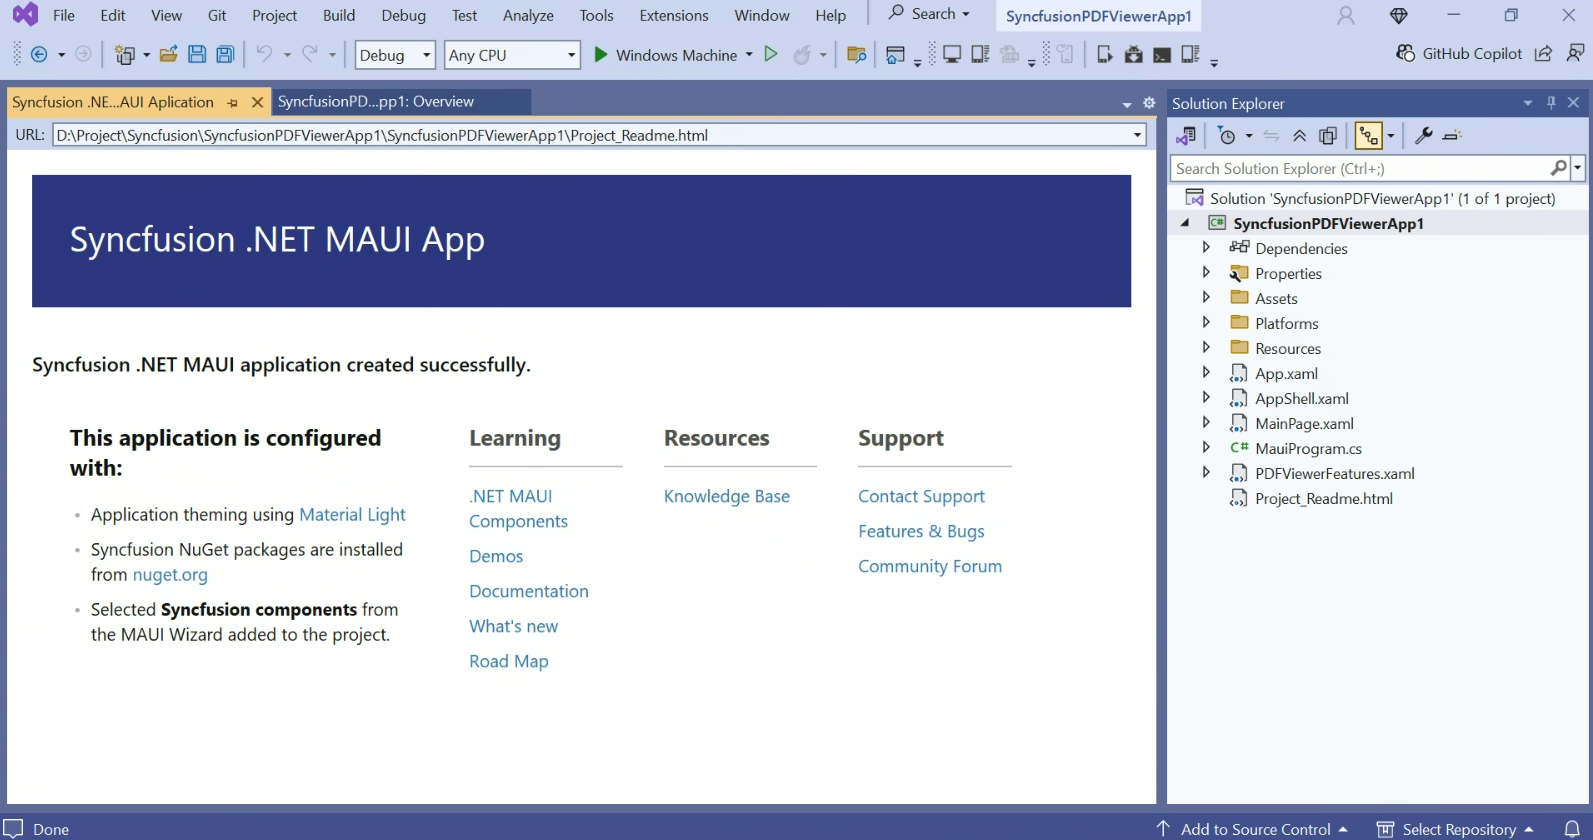 File Edit View Git Project Build Debug Test Analyze Tools Extensions Window Help Search SyncfusionPDFViewerApp1
Debug Any CPU Windows Machine GitHub Copilot
Syncfusion .NE...AUI Aplication SyncfusionPD...pp1: Overview
URL: D:\Project\Syncfusion\SyncfusionPDFViewerApp1\SyncfusionPDFViewerApp1\Project_Readme.html
Syncfusion .NET MAUI App
Syncfusion .NET MAUI application created successfully.
This application is configured
with:
Application theming using Material Light
Syncfusion NuGet packages are installed
from nuget.org
Selected Syncfusion components from
the MAUI Wizard added to the project.
Learning
.NET MAUI
Components
Demos
Documentation
What's new
Road Map
Resources
Knowledge Base
Support
Contact Support
Features & Bugs
Community Forum
Solution Explorer
Search Solution Explorer (Ctrl+;)
Solution 'SyncfusionPDFViewerApp1' (1 of 1 project)
C# SyncfusionPDFViewerApp1
Dependencies
Properties
Assets
Platforms
Resources
App.xaml
AppShell.xaml
MainPage.xaml
C# MauiProgram.cs
PDFViewerFeatures.xaml
Project_Readme.html
Done Add to Source Control Select Repository